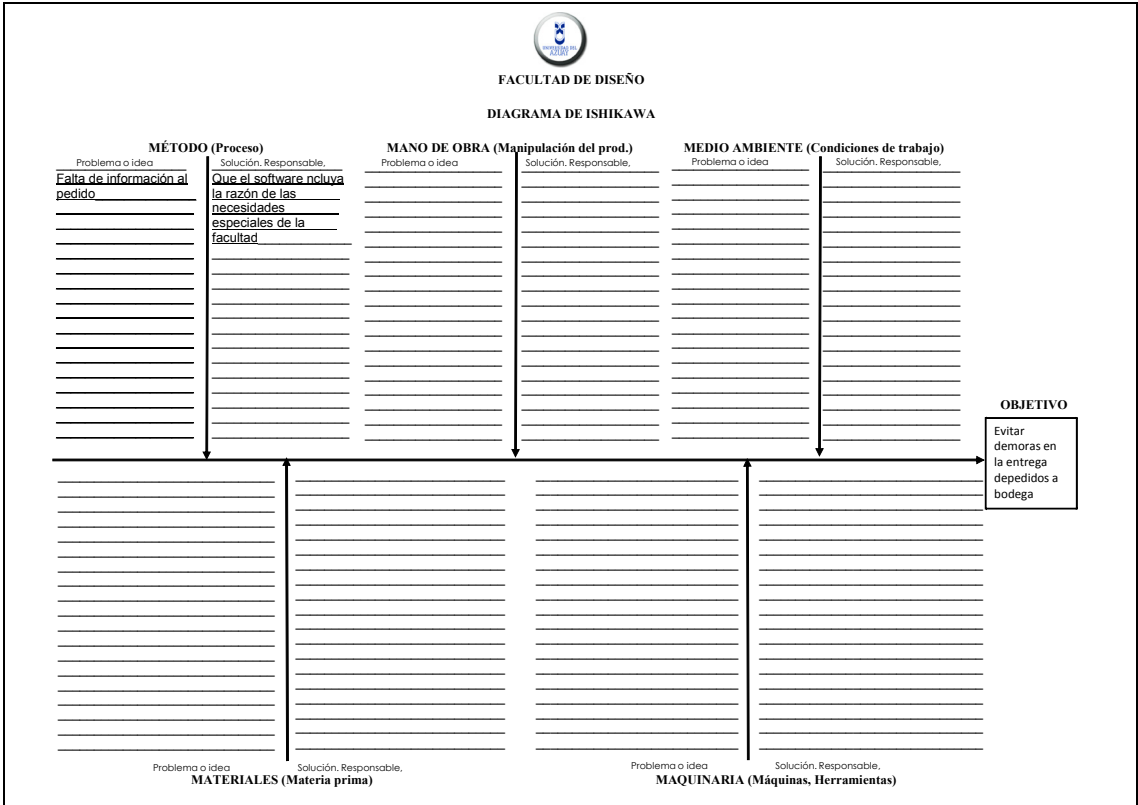 UNIVERSIDAD DEL
AZUAY
FACULTAD DE DISEÑO
DIAGRAMA DE ISHIKAWA
MÉTODO (Proceso)
Problema o idea
Solución. Responsable,
Falta de información al
pedido
Que el software ncluya
la razón de las
necesidades
especiales de la
facultad
MANO DE OBRA (Manipulación del prod.)
Problema o idea
Solución. Responsable,
MEDIO AMBIENTE (Condiciones de trabajo)
Problema o idea
Solución. Responsable,
OBJETIVO
Evitar
demoras en
la entrega
depedidos a
bodega
Problema o idea
Solución. Responsable,
MATERIALES (Materia prima)
Problema o idea
Solución. Responsable,
MAQUINARIA (Máquinas, Herramientas)